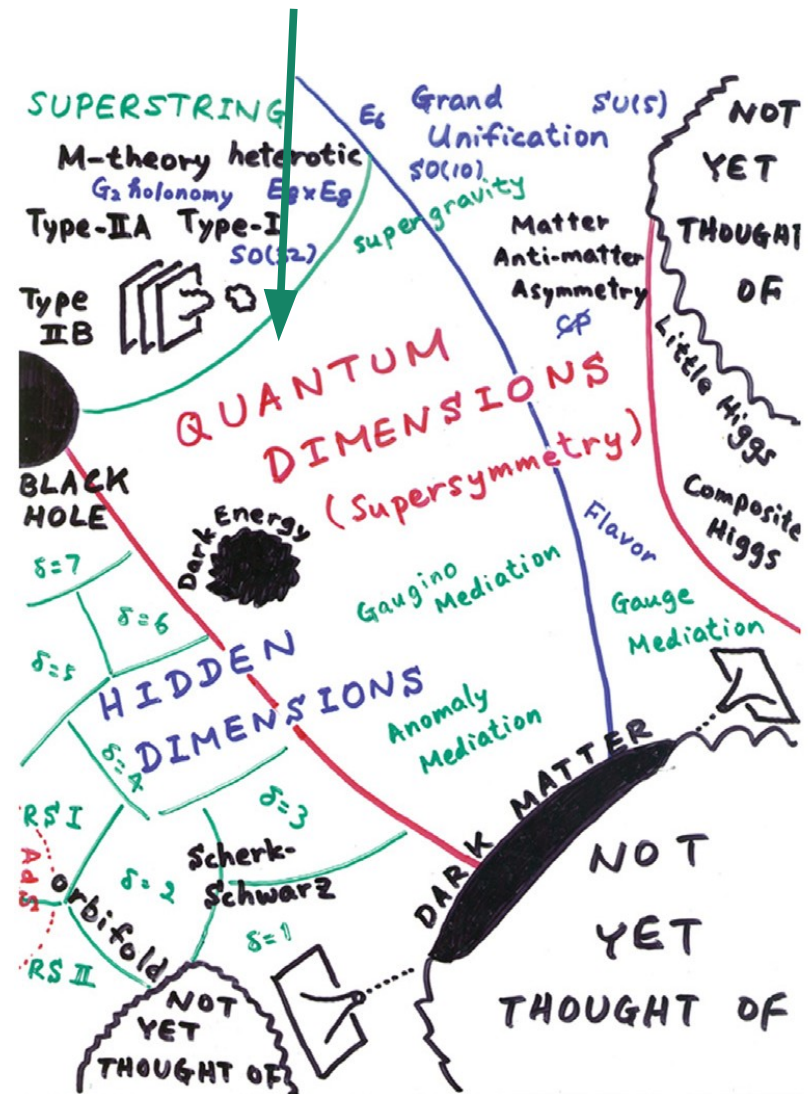 SUPERSTRING
M-theory heterotic
G₂ holonomy E₈xE₈
Type-IIA Type-I
SO(32)
Type
IIB
E₆
Grand
Unification
SU(5)
SO(10)
supergravity
Matter
Anti-matter
Asymmetry
CP
NOT
YET
THOUGHT
OF
Little Higgs
Composite
Higgs
QUANTUM
DIMENSIONS
(Supersymmetry)
BLACK
HOLE
Dark Energy
Flavor
Gaugino
Mediation
Gauge
Mediation
Anomaly
Mediation
δ=7
δ=6
δ=5
HIDDEN
DIMENSIONS
δ=4
δ=3
RS I
AdS
orbifold
δ=2
Scherk-
Schwarz
δ=1
RS II
DARK MATTER
NOT
YET
THOUGHT OF
NOT
YET
THOUGHT OF